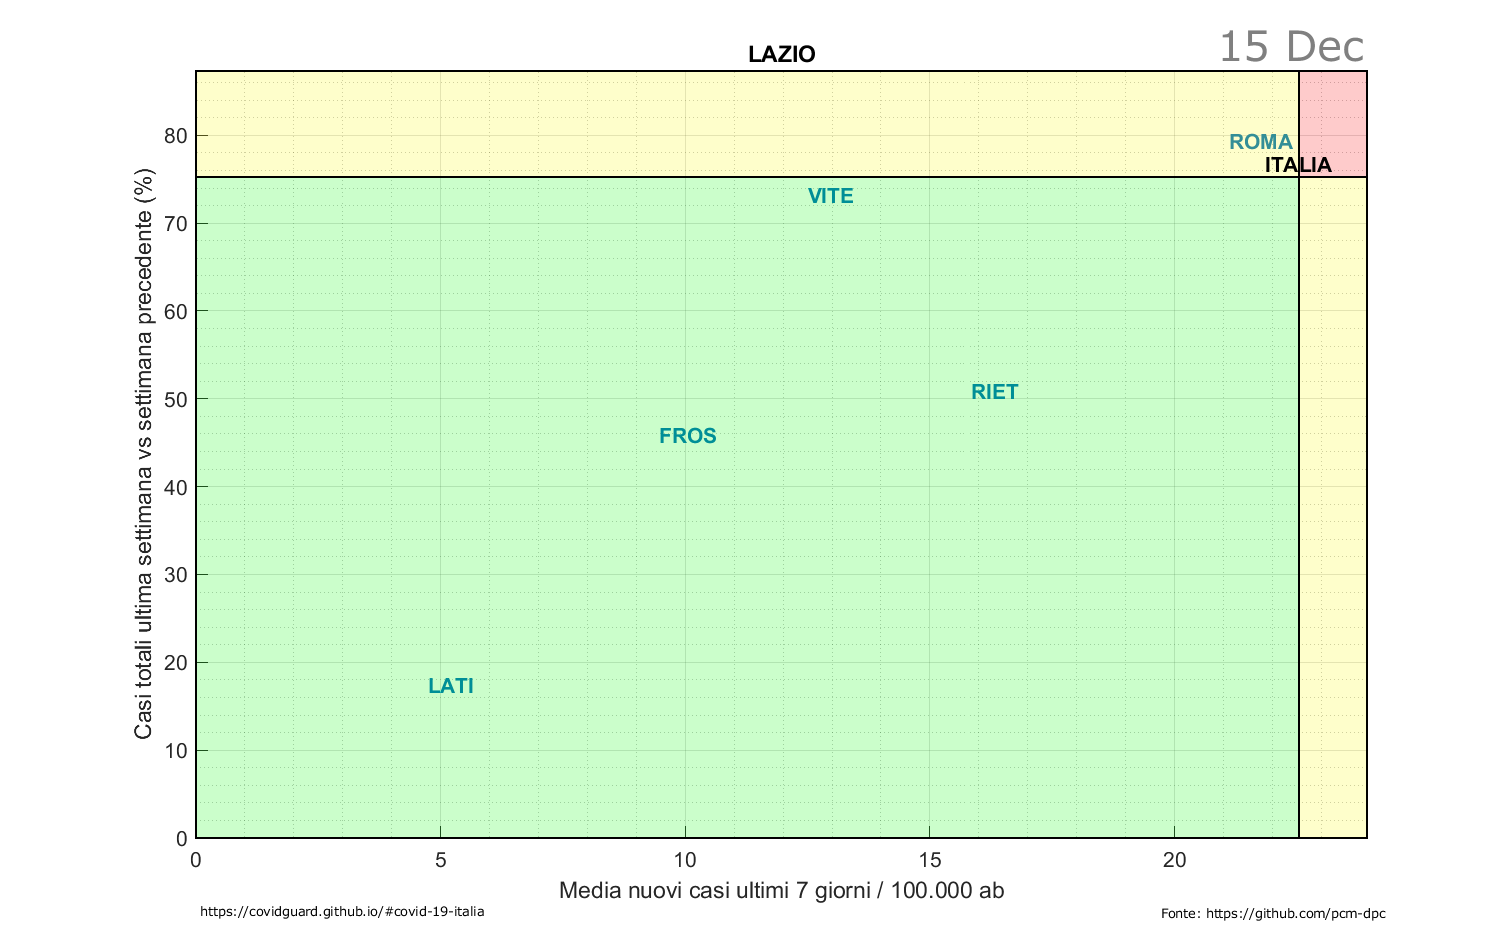 15 Dec
LAZIO
80
70
60
50
40
30
20
10
0
Casi totali ultima settimana vs settimana precedente (%)
ROMA
ITALIA
VITE
RIET
FROS
LATI
0 5 10 15 20
Media nuovi casi ultimi 7 giorni / 100.000 ab
https://covidguard.github.io/#covid-19-italia
Fonte: https://github.com/pcm-dpc